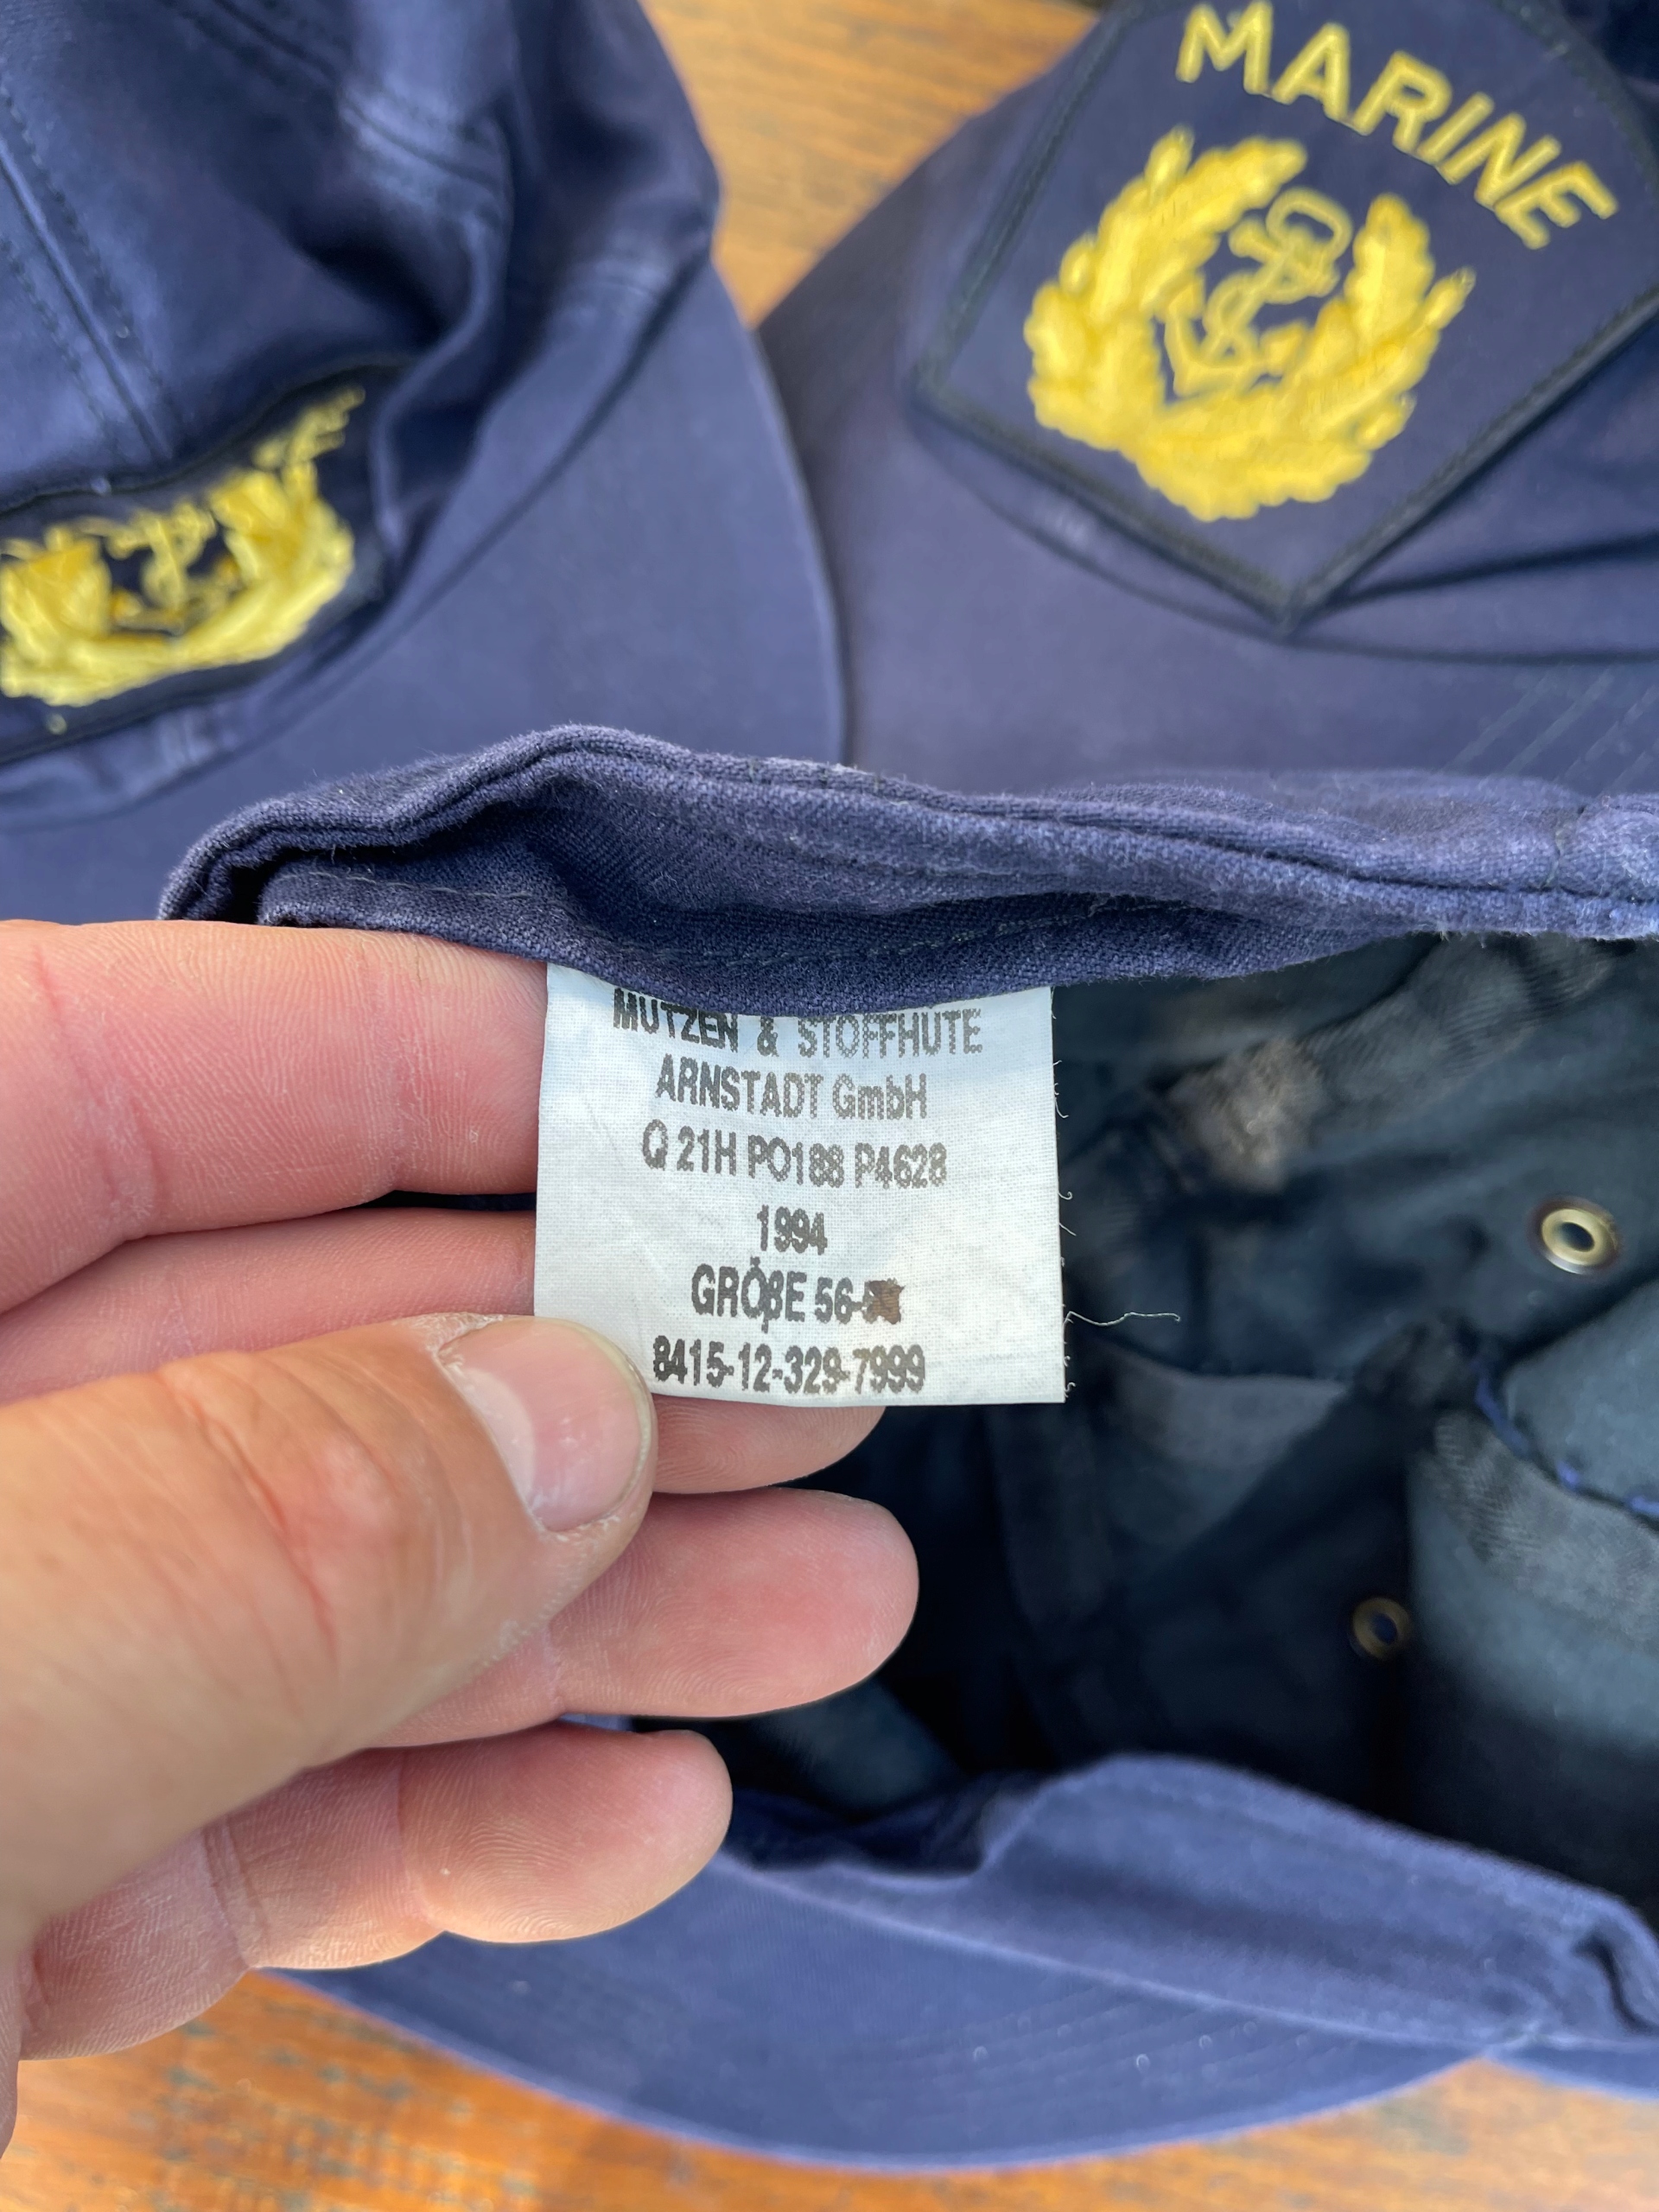 MARINE
MÜTZEN & STOFFHÜTE
ARNSTADT GmbH
Q 21H PO188 P4628
1994
GRÖßE 56-
8415-12-329-7999